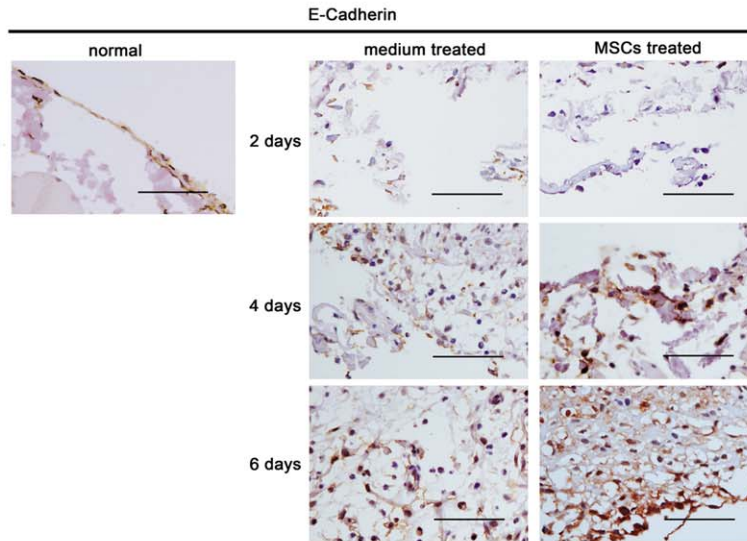 E-Cadherin
normal
medium treated
MSCs treated
2 days
4 days
6 days